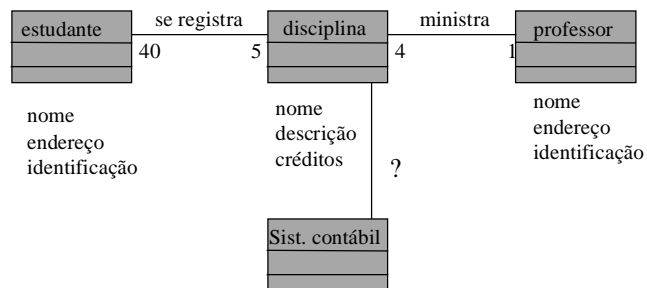 estudante
se registra
disciplina
ministra
professor
40
5
4
1
nome
endereço
identificação
nome
descrição
créditos
nome
endereço
identificação
?
Sist. contábil